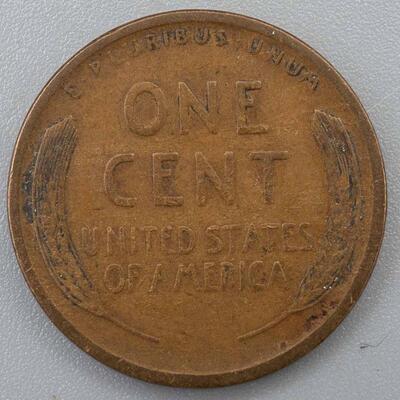 E PLURIBUS UNUM
ONE
CENT
UNITED STATES
OF AMERICA